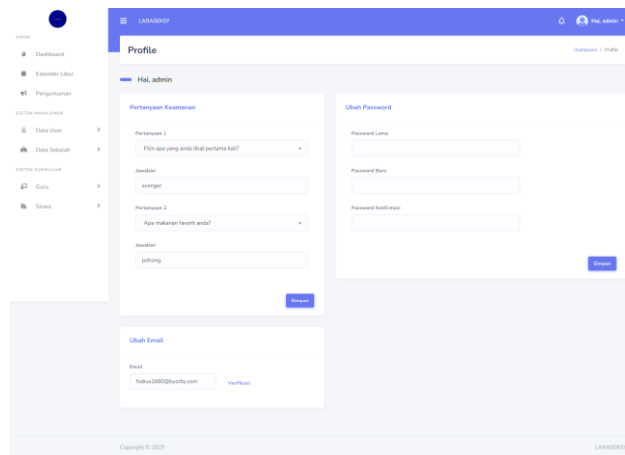 LARASEKSY
Hai, admin
UMUM
Dashboard
Kalender Libur
Pengumuman
SISTEM MANAJEMEN
Data User
Data Sekolah
SISTEM KURIKULUM
Guru
Siswa
Profile
Dashboard / Profile
Hai, admin
Pertanyaan Keamanan
Pertanyaan 1
Film apa yang anda lihat pertama kali?
Jawaban
avenger
Pertanyaan 2
Apa makanan favorit anda?
Jawaban
puhong
Simpan
Ubah Password
Password Lama
Password Baru
Password Konfirmasi
Simpan
Ubah Email
Email
Verifikasi
Copyright © 2023
LARASEKSY